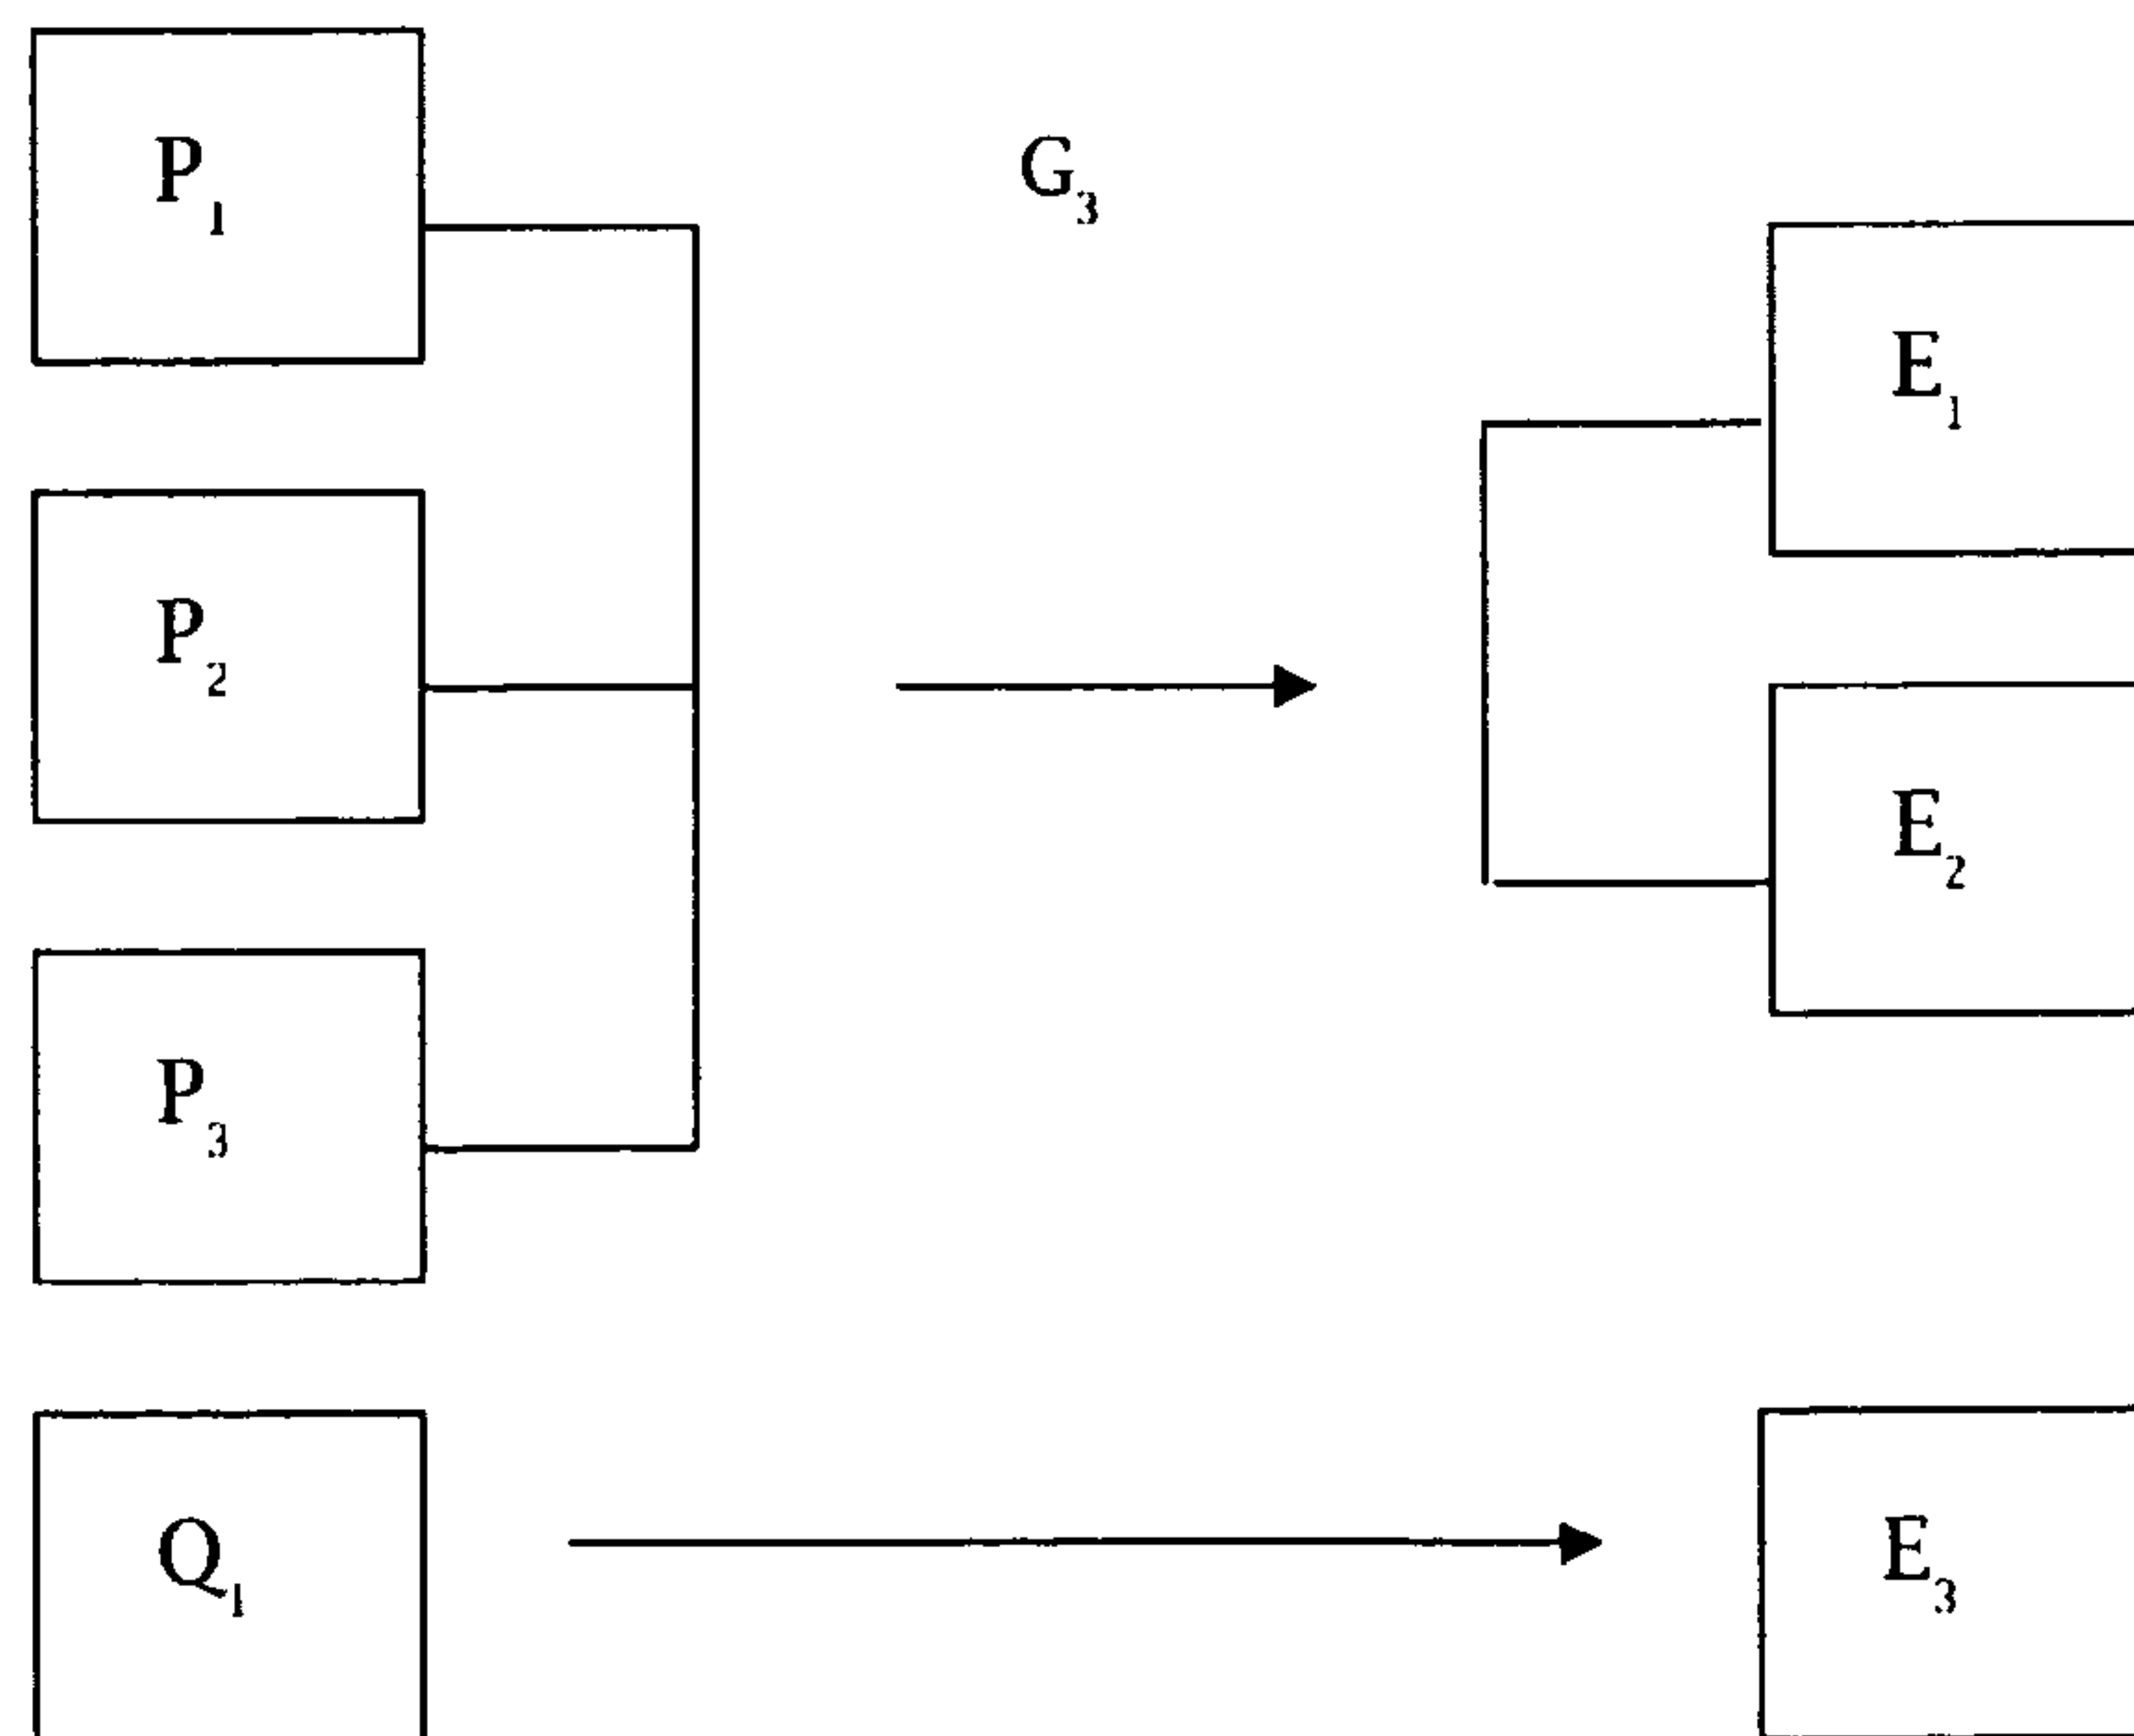 P₁
G₃
E₁
P₂
E₂
P₃
Q₁
E₃